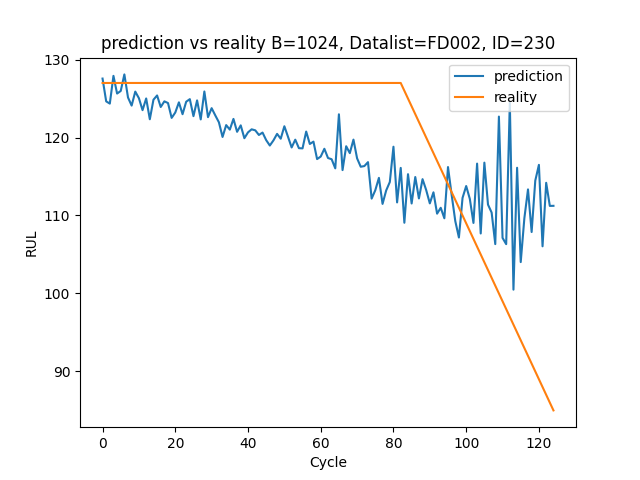 prediction vs reality B=1024, Datalist=FD002, ID=230
prediction
reality
RUL
130
120
110
100
90
0 20 40 60 80 100 120
Cycle